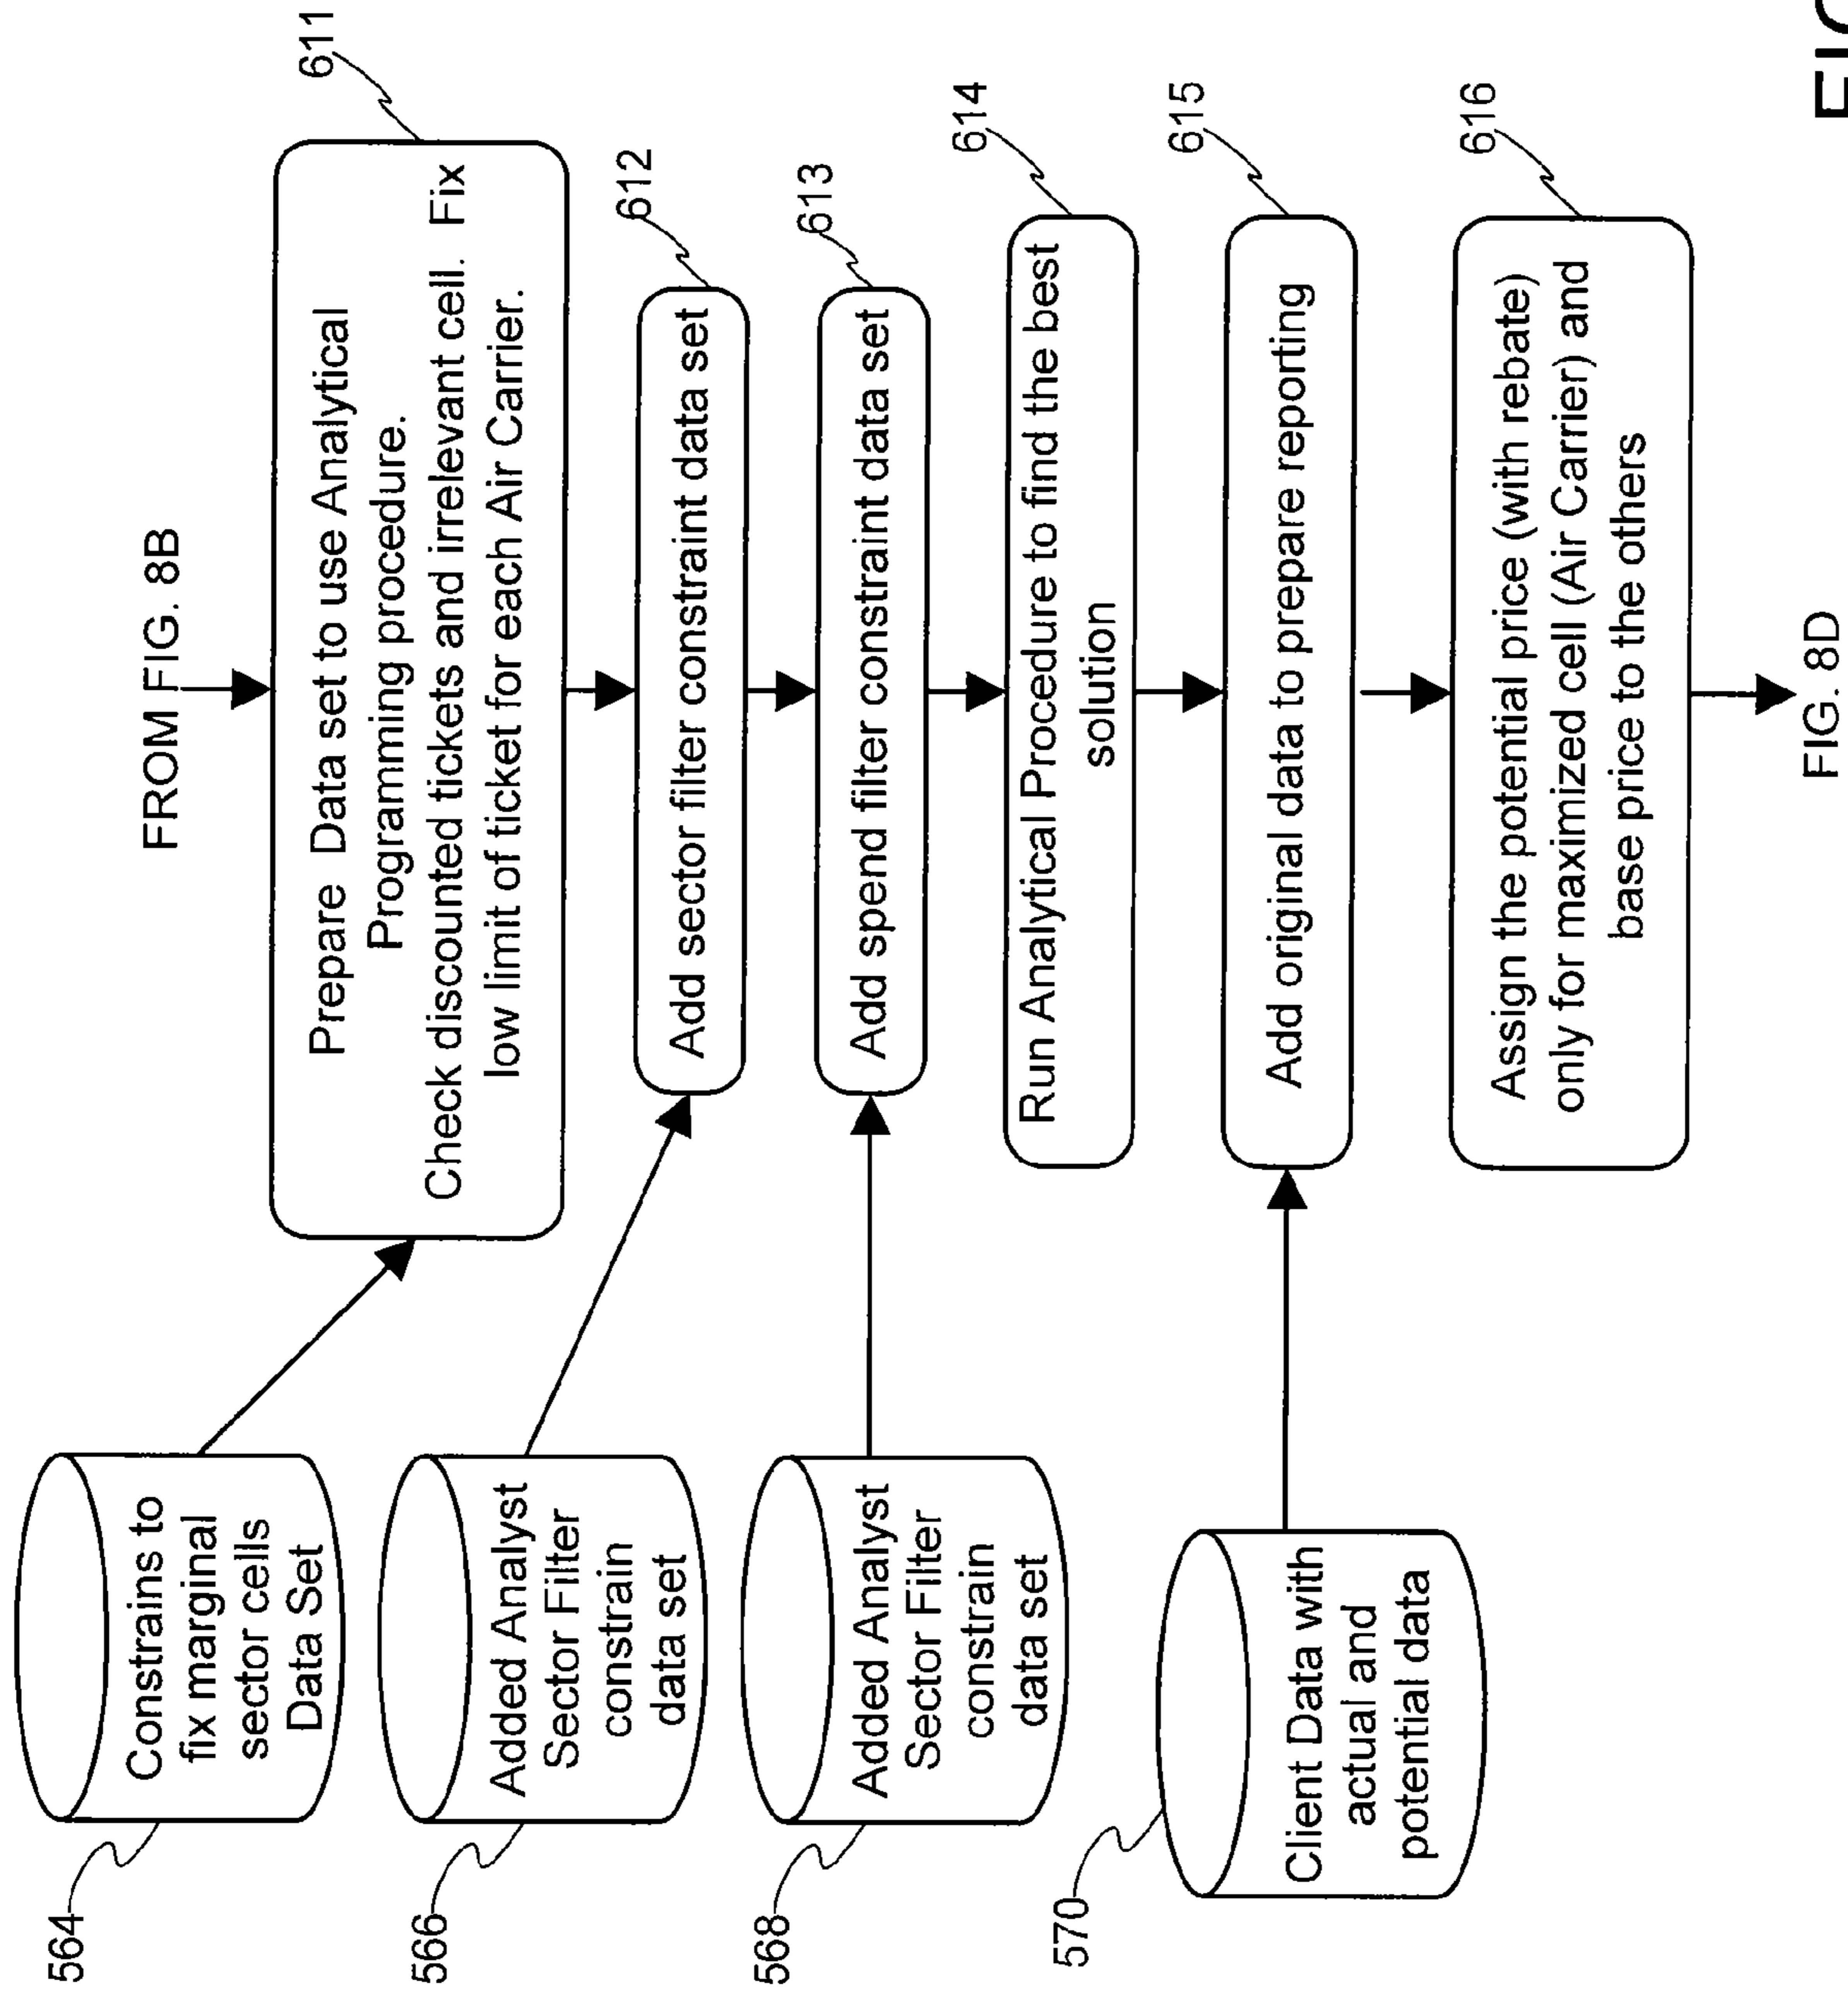 FROM FIG. 8B
564
Constrains to
fix marginal
sector cells
Data Set
611
Prepare Data set to use Analytical
Programming procedure.
Check discounted tickets and irrelevant cell. Fix
low limit of ticket for each Air Carrier.
566
Added Analyst
Sector Filter
constrain
data set
612
Add sector filter constraint data set
568
Added Analyst
Sector Filter
constrain
data set
613
Add spend filter constraint data set
614
Run Analytical Procedure to find the best
solution
570
Client Data with
actual and
potential data
615
Add original data to prepare reporting
616
Assign the potential price (with rebate)
only for maximized cell (Air Carrier) and
base price to the others
FIG. 8D